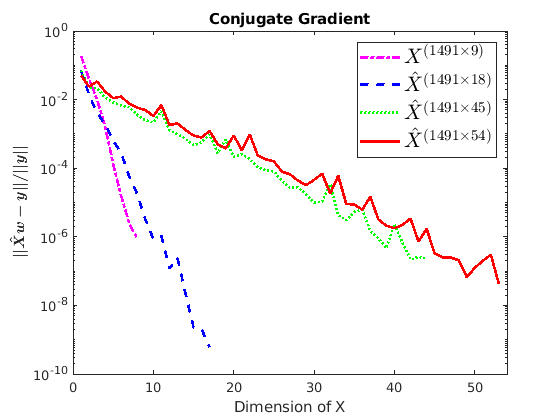 Conjugate Gradient
10^0
10^-2
10^-4
10^-6
10^-8
10^-10
||X̂w − y||/||y||
X^(1491×9)
X̂^(1491×18)
X̂^(1491×45)
X̂^(1491×54)
0 10 20 30 40 50
Dimension of X